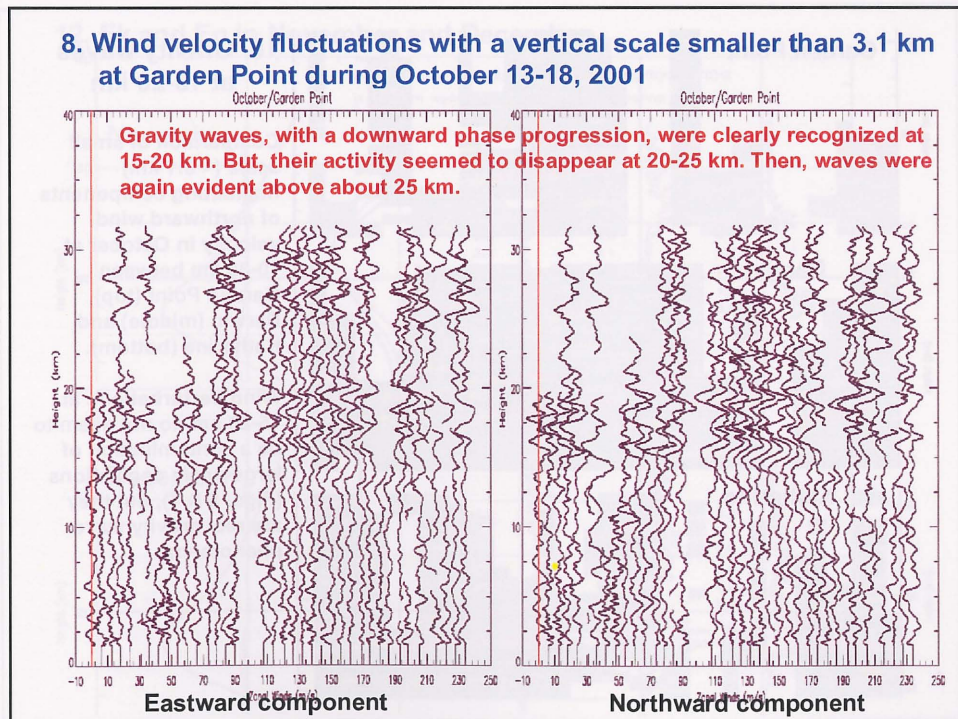 8. Wind velocity fluctuations with a vertical scale smaller than 3.1 km
at Garden Point during October 13-18, 2001
October/Garden Point
October/Garden Point
Gravity waves, with a downward phase progression, were clearly recognized at
15-20 km. But, their activity seemed to disappear at 20-25 km. Then, waves were
again evident above about 25 km.
40
30
20
10
0
Height (km)
-10 10 30 50 70 90 110 130 150 170 190 210 230 250
Zonal Winds (m/s)
Eastward component
40
30
20
10
0
Height (km)
-10 10 30 50 70 90 110 130 150 170 190 210 230 250
Northward component